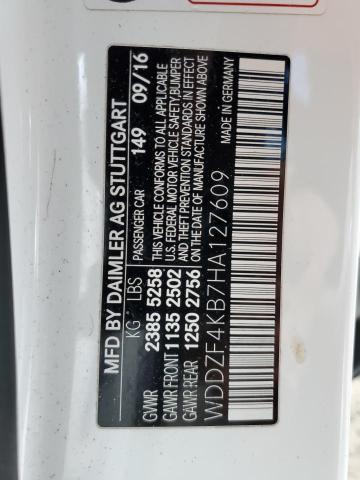 MFD BY DAIMLER AG STUTTGART
KG LBS
GVWR 2385 5258
GAWR FRONT 1135 2502
GAWR REAR 1250 2756
PASSENGER CAR 149 09/16
THIS VEHICLE CONFORMS TO ALL APPLICABLE
U.S. FEDERAL MOTOR VEHICLE SAFETY, BUMPER
AND THEFT PREVENTION STANDARDS IN EFFECT
ON THE DATE OF MANUFACTURE SHOWN ABOVE
WDDZF4KB7HA127609
MADE IN GERMANY